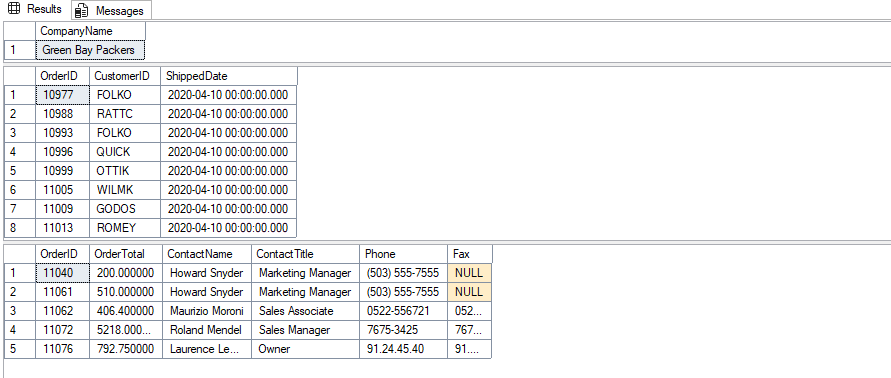 Results Messages
CompanyName
1 Green Bay Packers
OrderID CustomerID ShippedDate
1 10977 FOLKO 2020-04-10 00:00:00.000
2 10988 RATTC 2020-04-10 00:00:00.000
3 10993 FOLKO 2020-04-10 00:00:00.000
4 10996 QUICK 2020-04-10 00:00:00.000
5 10999 OTTIK 2020-04-10 00:00:00.000
6 11005 WILMK 2020-04-10 00:00:00.000
7 11009 GODOS 2020-04-10 00:00:00.000
8 11013 ROMEY 2020-04-10 00:00:00.000
OrderID OrderTotal ContactName ContactTitle Phone Fax
1 11040 200.000000 Howard Snyder Marketing Manager (503) 555-7555 NULL
2 11061 510.000000 Howard Snyder Marketing Manager (503) 555-7555 NULL
3 11062 406.400000 Maurizio Moroni Sales Associate 0522-556721 052...
4 11072 5218.000... Roland Mendel Sales Manager 7675-3425 767...
5 11076 792.750000 Laurence Le... Owner 91.24.45.40 91....